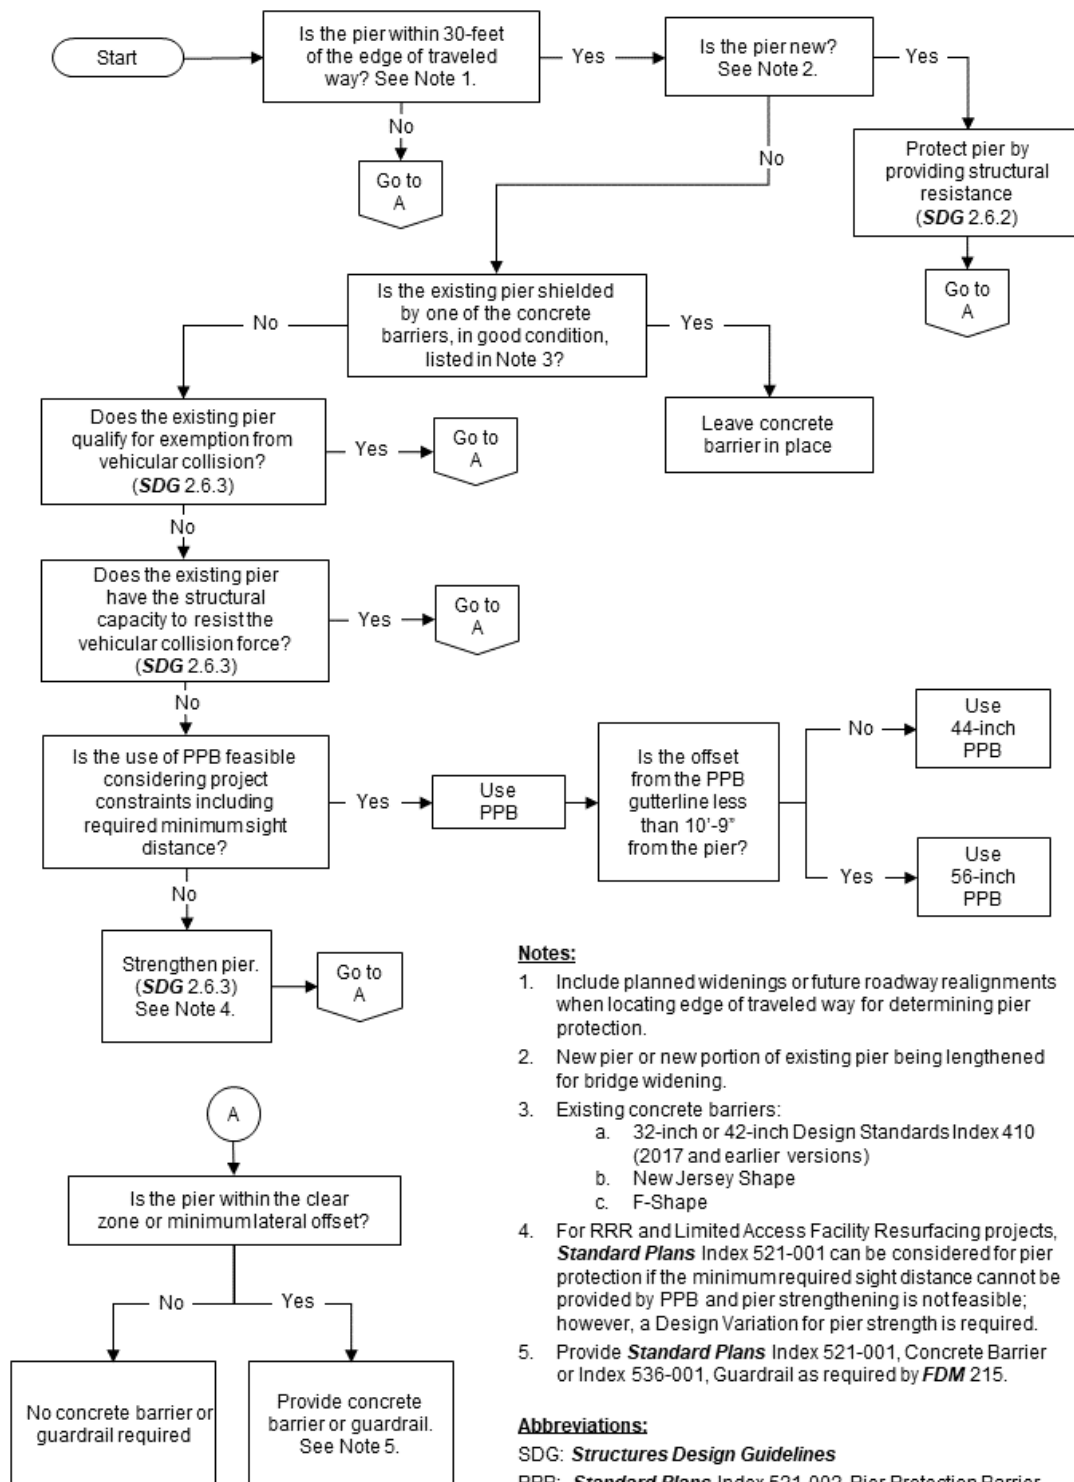 Start
Is the pier within 30-feet
of the edge of traveled
way? See Note 1.
Yes
Is the pier new?
See Note 2.
Yes
No
Go to
A
No
Protect pier by
providing structural
resistance
(SDG 2.6.2)
Go to
A
Is the existing pier shielded
by one of the concrete
barriers, in good condition,
listed in Note 3?
No
Yes
Leave concrete
barrier in place
Does the existing pier
qualify for exemption from
vehicular collision?
(SDG 2.6.3)
Yes
Go to
A
No
Does the existing pier
have the structural
capacity to resist the
vehicular collision force?
(SDG 2.6.3)
Yes
Go to
A
No
Is the use of PPB feasible
considering project
constraints including
required minimum sight
distance?
Yes
Use
PPB
Is the offset
from the PPB
gutterline less
than 10'-9"
from the pier?
No
Use
44-inch
PPB
Yes
Use
56-inch
PPB
No
Strengthen pier.
(SDG 2.6.3)
See Note 4.
Go to
A
A
Is the pier within the clear
zone or minimum lateral offset?
No
Yes
No concrete barrier or
guardrail required
Provide concrete
barrier or guardrail.
See Note 5.
Notes:
1. Include planned widenings or future roadway realignments
when locating edge of traveled way for determining pier
protection.
2. New pier or new portion of existing pier being lengthened
for bridge widening.
3. Existing concrete barriers:
a. 32-inch or 42-inch Design Standards Index 410
(2017 and earlier versions)
b. New Jersey Shape
c. F-Shape
4. For RRR and Limited Access Facility Resurfacing projects,
Standard Plans Index 521-001 can be considered for pier
protection if the minimum required sight distance cannot be
provided by PPB and pier strengthening is not feasible;
however, a Design Variation for pier strength is required.
5. Provide Standard Plans Index 521-001, Concrete Barrier
or Index 536-001, Guardrail as required by FDM 215.
Abbreviations:
SDG: Structures Design Guidelines
PPB: Standard Plans Index 521-002, Pier Protection Barrier